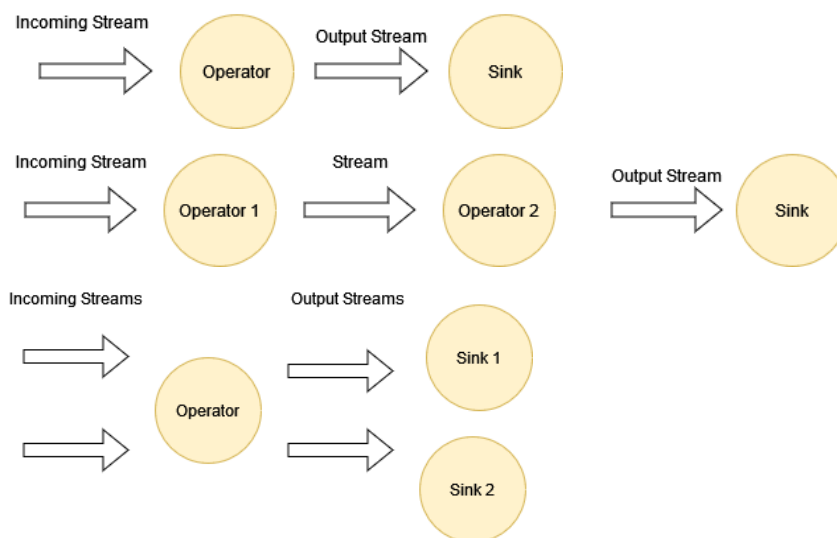 Incoming Stream
Operator
Output Stream
Sink
Incoming Stream
Operator 1
Stream
Operator 2
Output Stream
Sink
Incoming Streams
Operator
Output Streams
Sink 1
Sink 2